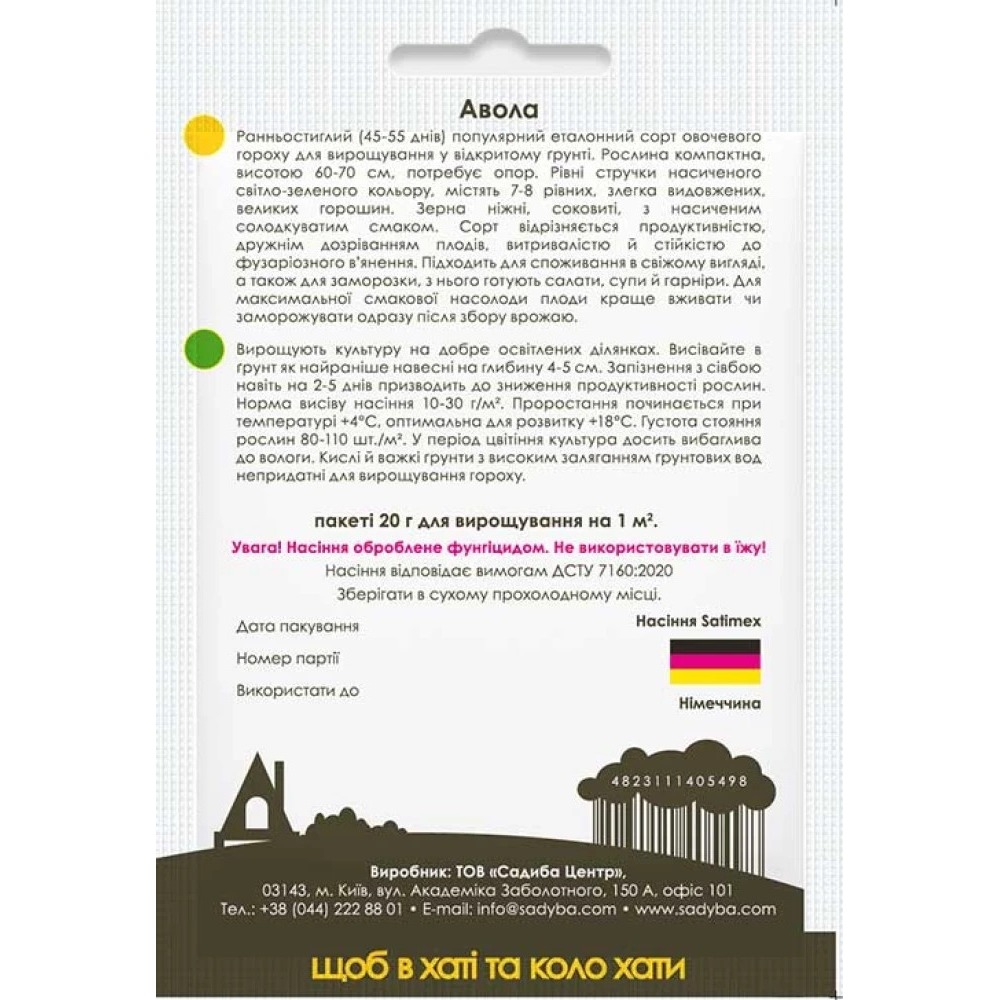 Авола
Ранньостиглий (45-55 днів) популярний еталонний сорт овочевого
гороху для вирощування у відкритому ґрунті. Рослина компактна,
висотою 60-70 см, потребує опор. Рівні стручки насиченого
світло-зеленого кольору, містять 7-8 рівних, злегка видовжених,
великих горошин. Зерна ніжні, соковиті, з насиченим
солодкуватим смаком. Сорт відрізняється продуктивністю,
дружнім дозріванням плодів, витривалістю й стійкістю до
фузаріозного в'янення. Підходить для споживання в свіжому вигляді,
а також для заморозки, з нього готують салати, супи й гарніри. Для
максимальної смакової насолоди плоди краще вживати чи
заморожувати одразу після збору врожаю.
Вирощують культуру на добре освітлених ділянках. Висівайте в
ґрунт як найраніше навесні на глибину 4-5 см. Запізнення з сівбою
навіть на 2-5 днів призводить до зниження продуктивності рослин.
Норма висіву насіння 10-30 г/м². Проростання починається при
температурі +4°C, оптимальна для розвитку +18°C. Густота стояння
рослин 80-110 шт./м². У період цвітіння культура досить вибаглива
до вологи. Кислі й важкі ґрунти з високим заляганням ґрунтових вод
непридатні для вирощування гороху.
пакеті 20 г для вирощування на 1 м².
Увага! Насіння оброблене фунгіцидом. Не використовувати в їжу!
Насіння відповідає вимогам ДСТУ 7160:2020
Зберігати в сухому прохолодному місці.
Насіння Satimex
Дата пакування
Номер партії
Використати до
Німеччина
4823111405498
Виробник: ТОВ «Садиба Центр»,
03143, м. Київ, вул. Академіка Заболотного, 150 А, офіс 101
Тел.: +38 (044) 222 88 01 • E-mail: info@sadyba.com • www.sadyba.com
щоб в хаті та коло хати